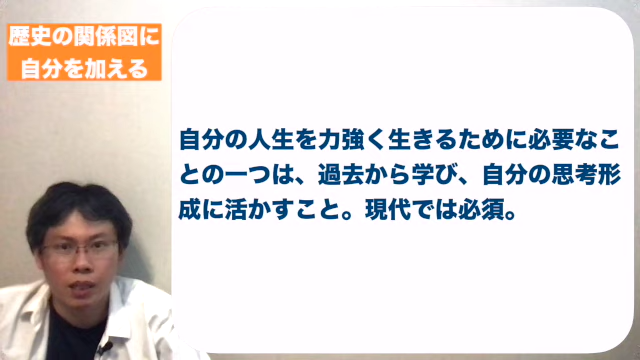 歴史の関係図に
自分を加える
自分の人生を力強く生きるために必要なこ
との一つは、過去から学び、自分の思考形
成に活かすこと。現代では必須。